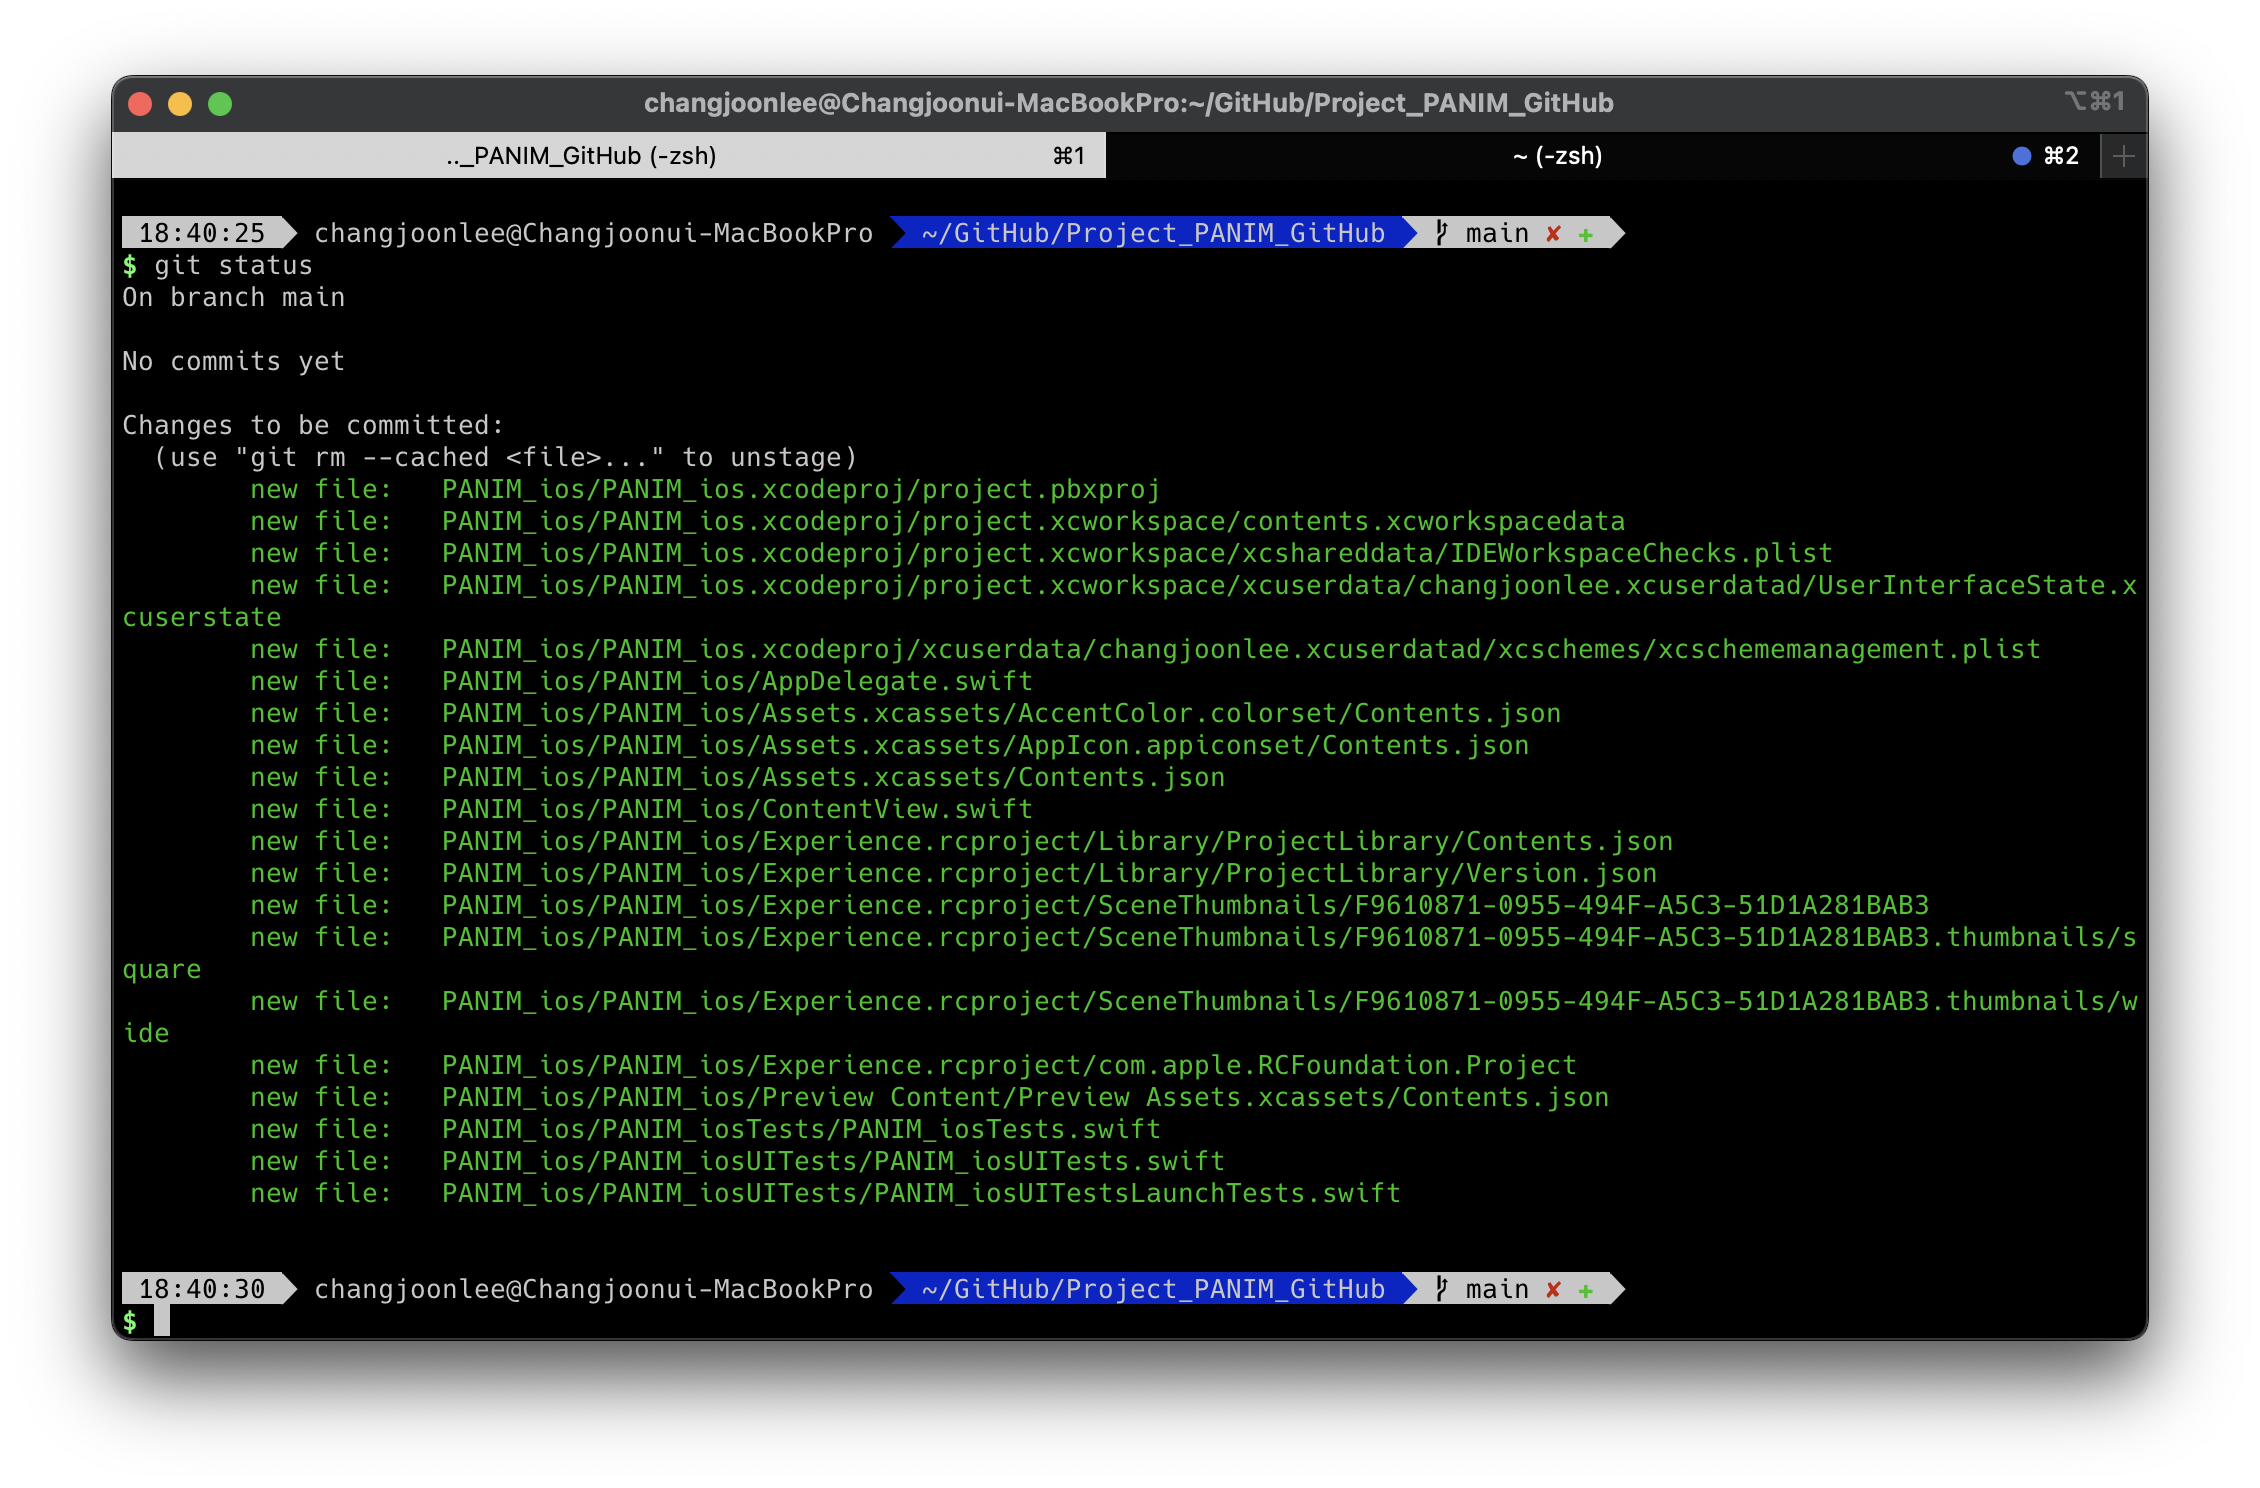 changjoonlee@Changjoonui-MacBookPro:~/GitHub/Project_PANIM_GitHub ⌥⌘1
.._PANIM_GitHub (-zsh) ⌘1 ~ (-zsh) ⌘2
18:40:25 changjoonlee@Changjoonui-MacBookPro ~/GitHub/Project_PANIM_GitHub main ✘ ✚
$ git status
On branch main
No commits yet
Changes to be committed:
(use "git rm --cached <file>..." to unstage)
new file: PANIM_ios/PANIM_ios.xcodeproj/project.pbxproj
new file: PANIM_ios/PANIM_ios.xcodeproj/project.xcworkspace/contents.xcworkspacedata
new file: PANIM_ios/PANIM_ios.xcodeproj/project.xcworkspace/xcshareddata/IDEWorkspaceChecks.plist
new file: PANIM_ios/PANIM_ios.xcodeproj/project.xcworkspace/xcuserdata/changjoonlee.xcuserdatad/UserInterfaceState.x
cuserstate
new file: PANIM_ios/PANIM_ios.xcodeproj/xcuserdata/changjoonlee.xcuserdatad/xcschemes/xcschememanagement.plist
new file: PANIM_ios/PANIM_ios/AppDelegate.swift
new file: PANIM_ios/PANIM_ios/Assets.xcassets/AccentColor.colorset/Contents.json
new file: PANIM_ios/PANIM_ios/Assets.xcassets/AppIcon.appiconset/Contents.json
new file: PANIM_ios/PANIM_ios/Assets.xcassets/Contents.json
new file: PANIM_ios/PANIM_ios/ContentView.swift
new file: PANIM_ios/PANIM_ios/Experience.rcproject/Library/ProjectLibrary/Contents.json
new file: PANIM_ios/PANIM_ios/Experience.rcproject/Library/ProjectLibrary/Version.json
new file: PANIM_ios/PANIM_ios/Experience.rcproject/SceneThumbnails/F9610871-0955-494F-A5C3-51D1A281BAB3
new file: PANIM_ios/PANIM_ios/Experience.rcproject/SceneThumbnails/F9610871-0955-494F-A5C3-51D1A281BAB3.thumbnails/s
quare
new file: PANIM_ios/PANIM_ios/Experience.rcproject/SceneThumbnails/F9610871-0955-494F-A5C3-51D1A281BAB3.thumbnails/w
ide
new file: PANIM_ios/PANIM_ios/Experience.rcproject/com.apple.RCFoundation.Project
new file: PANIM_ios/PANIM_ios/Preview Content/Preview Assets.xcassets/Contents.json
new file: PANIM_ios/PANIM_iosTests/PANIM_iosTests.swift
new file: PANIM_ios/PANIM_iosUITests/PANIM_iosUITests.swift
new file: PANIM_ios/PANIM_iosUITests/PANIM_iosUITestsLaunchTests.swift
18:40:30 changjoonlee@Changjoonui-MacBookPro ~/GitHub/Project_PANIM_GitHub main ✘ ✚
$